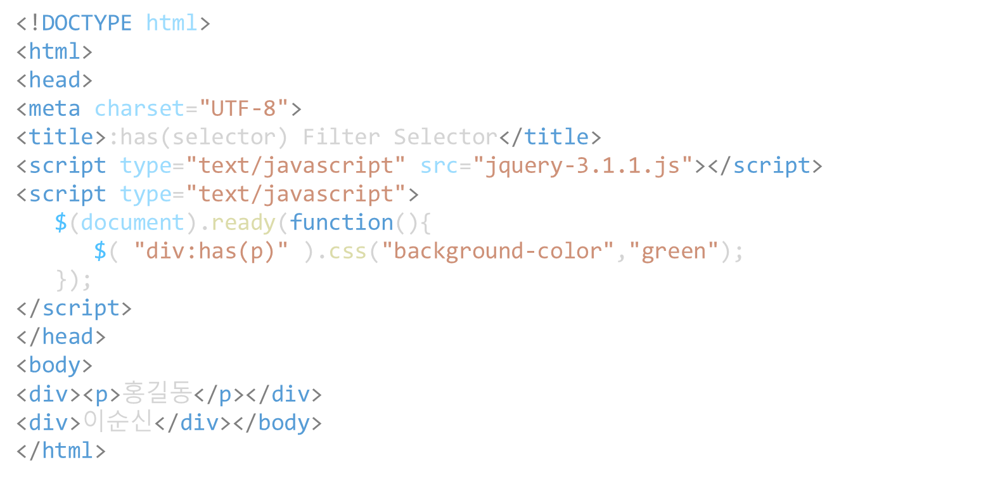 <!DOCTYPE html>
<html>
<head>
<meta charset="UTF-8">
<title>:has(selector) Filter Selector</title>
<script type="text/javascript" src="jquery-3.1.1.js"></script>
<script type="text/javascript">
   $(document).ready(function(){
      $( "div:has(p)" ).css("background-color","green");
   });
</script>
</head>
<body>
<div><p>홍길동</p></div>
<div>이순신</div></body>
</html>